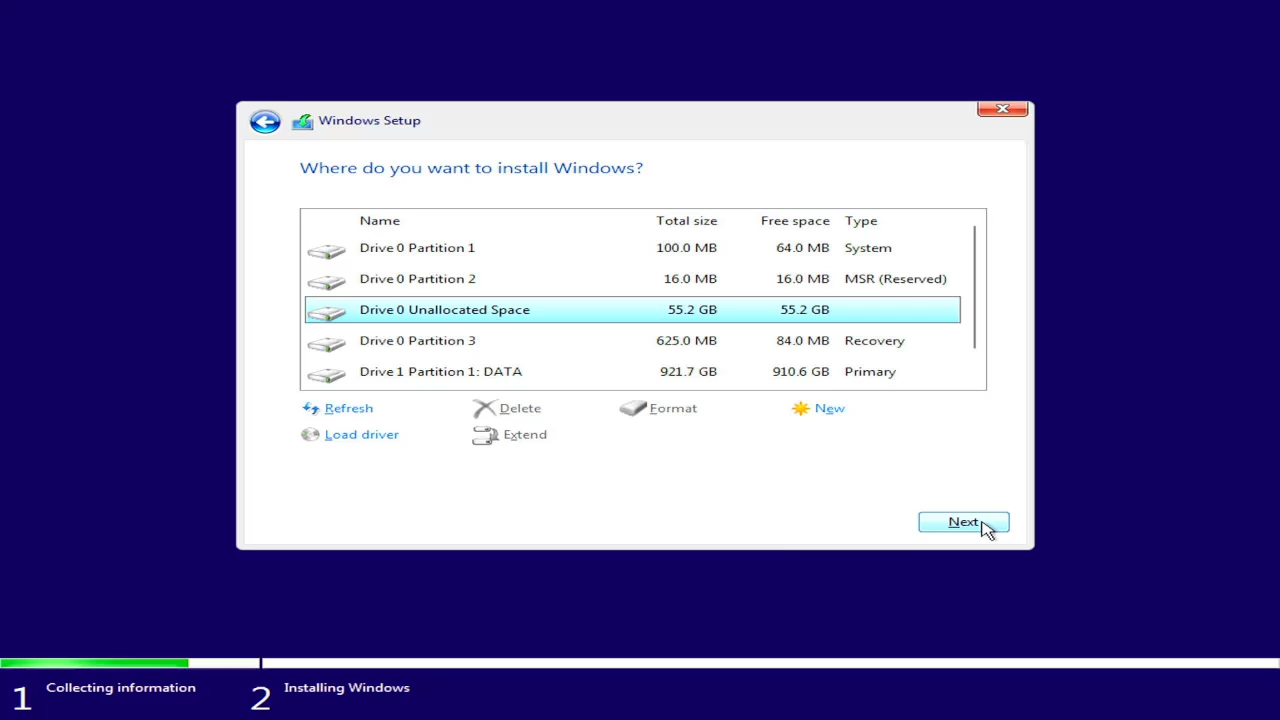 Windows Setup
Where do you want to install Windows?
Name Total size Free space Type
Drive 0 Partition 1 100.0 MB 64.0 MB System
Drive 0 Partition 2 16.0 MB 16.0 MB MSR (Reserved)
Drive 0 Unallocated Space 55.2 GB 55.2 GB
Drive 0 Partition 3 625.0 MB 84.0 MB Recovery
Drive 1 Partition 1: DATA 921.7 GB 910.6 GB Primary
Refresh Delete Format New
Load driver Extend
Next
1 Collecting information 2 Installing Windows